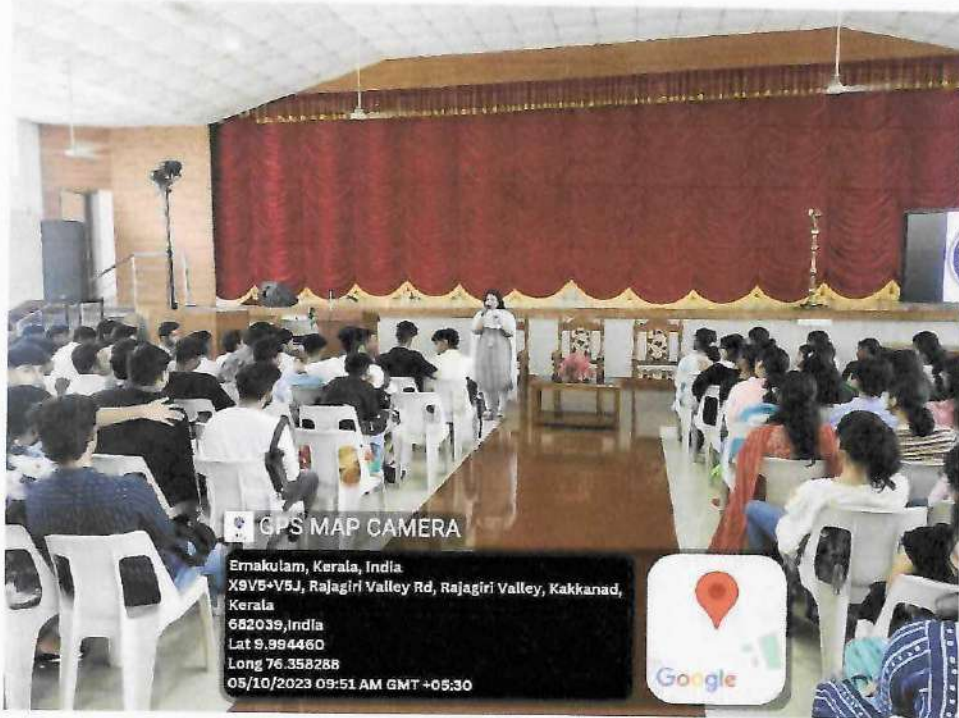 GPS MAP CAMERA
Ernakulam, Kerala, India
X9V5+V5J, Rajagiri Valley Rd, Rajagiri Valley, Kakkanad,
Kerala
682039,India
Lat 9.994460
Long 76.358288
05/10/2023 09:51 AM GMT +05:30
Google